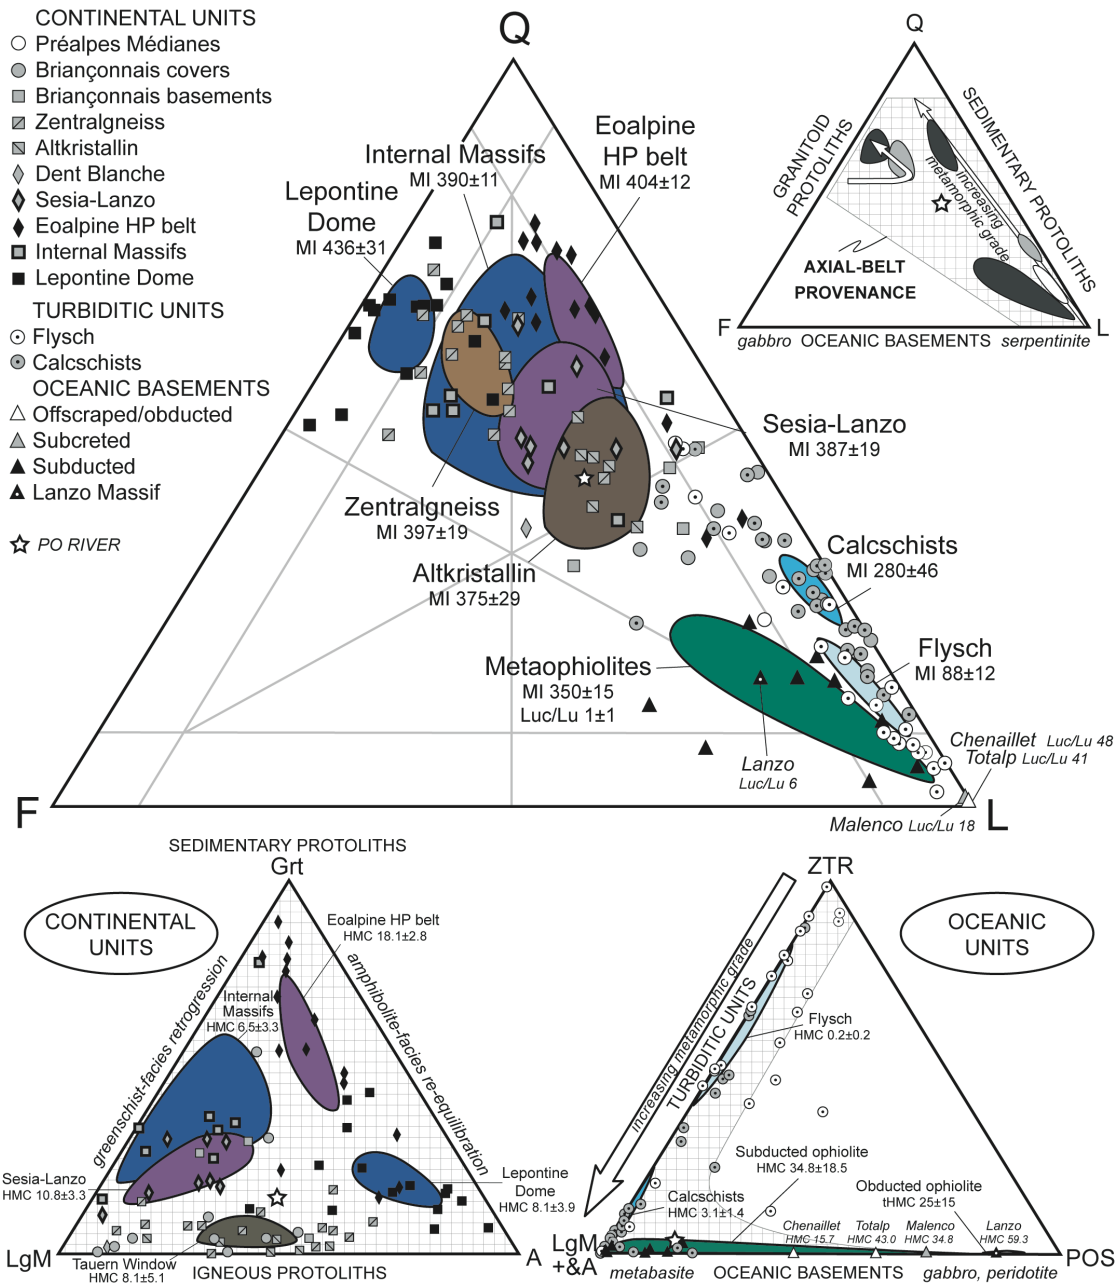 CONTINENTAL UNITS
Préalpes Médianes
Briançonnais covers
Briançonnais basements
Zentralgneiss
Altkristallin
Dent Blanche
Sesia-Lanzo
Eoalpine HP belt
Internal Massifs
Lepontine Dome
TURBIDITIC UNITS
Flysch
Calcschists
OCEANIC BASEMENTS
Offscraped/obducted
Subcreted
Subducted
Lanzo Massif
PO RIVER
Q
F
L
Lepontine
Dome
MI 436±31
Internal Massifs
MI 390±11
Eoalpine
HP belt
MI 404±12
Sesia-Lanzo
MI 387±19
Zentralgneiss
MI 397±19
Altkristallin
MI 375±29
Calcschists
MI 280±46
Flysch
MI 88±12
Metaophiolites
MI 350±15
Luc/Lu 1±1
Lanzo
Luc/Lu 6
Chenaillet Luc/Lu 48
Totalp Luc/Lu 41
Malenco Luc/Lu 18
Q
F
L
GRANITOID
PROTOLITHS
SEDIMENTARY PROTOLITHS
increasing
metamorphic grade
AXIAL-BELT
PROVENANCE
gabbro OCEANIC BASEMENTS serpentinite
SEDIMENTARY PROTOLITHS
Grt
CONTINENTAL
UNITS
greenschist-facies retrogression
amphibolite-facies re-equilibration
Eoalpine HP belt
HMC 18.1±2.8
Internal
Massifs
HMC 6.5±3.3
Sesia-Lanzo
HMC 10.8±3.3
Lepontine
Dome
HMC 8.1±3.9
Tauern Window
HMC 8.1±5.1
LgM
A
IGNEOUS PROTOLITHS
ZTR
OCEANIC
UNITS
increasing metamorphic grade
TURBIDITIC UNITS
Flysch
HMC 0.2±0.2
Calcschists
HMC 3.1±1.4
Subducted ophiolite
HMC 34.8±18.5
Obducted ophiolite
tHMC 25±15
Chenaillet
HMC 15.7
Totalp
HMC 43.0
Malenco
HMC 34.8
Lanzo
HMC 59.3
LgM
+&A
POS
metabasite OCEANIC BASEMENTS gabbro, peridotite